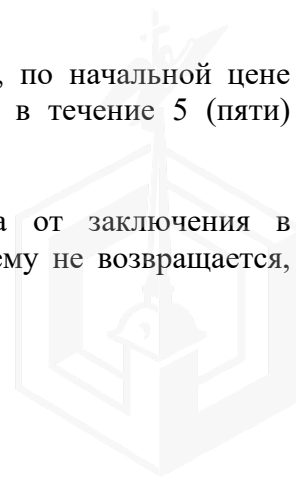 , по начальной цене
в течение 5 (пяти)
а от заключения в
ему не возвращается,